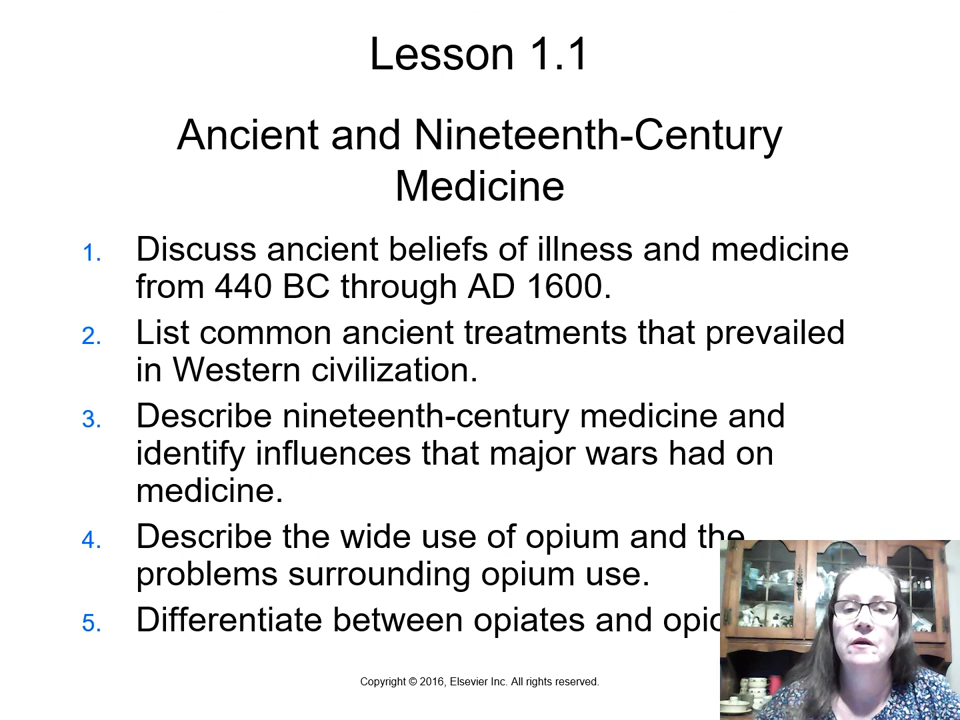 Lesson 1.1
Ancient and Nineteenth-Century
Medicine
1. Discuss ancient beliefs of illness and medicine
from 440 BC through AD 1600.
2. List common ancient treatments that prevailed
in Western civilization.
3. Describe nineteenth-century medicine and
identify influences that major wars had on
medicine.
4. Describe the wide use of opium and the
problems surrounding opium use.
5. Differentiate between opiates and
Copyright © 2016, Elsevier Inc. All rights reserved.